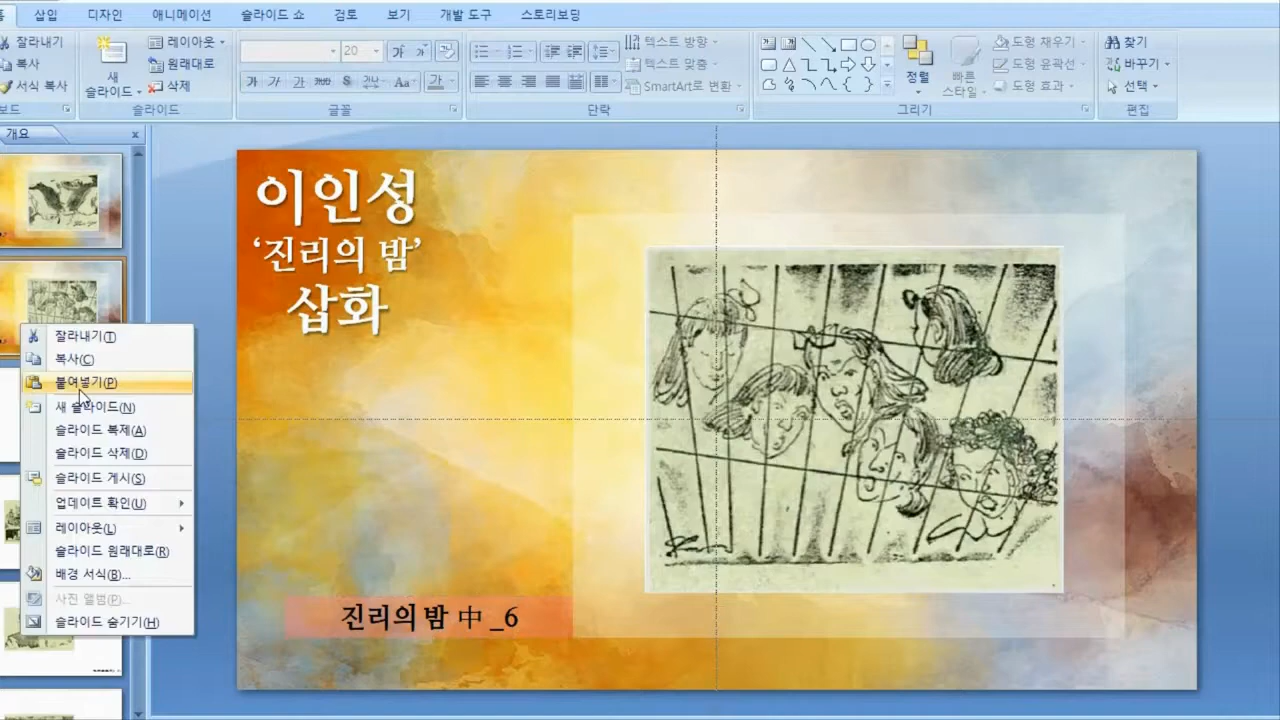 삽입 디자인 애니메이션 슬라이드 쇼 검토 보기 개발 도구 스토리보딩
잘라내기
복사
서식 복사
새
슬라이드
레이아웃
원래대로
삭제
슬라이드
20
가 가 가 가
글꼴
텍스트 방향
텍스트 맞춤
SmartArt로 변환
단락
정렬
빠른
스타일
도형 채우기
도형 윤곽선
도형 효과
그리기
찾기
바꾸기
선택
편집
개요
이인성
‘진리의 밤’
삽화
진리의 밤 中 _6
잘라내기(T)
복사(C)
붙여넣기(P)
새 슬라이드(N)
슬라이드 복제(A)
슬라이드 삭제(D)
슬라이드 게시(S)
업데이트 확인(U)
레이아웃(L)
슬라이드 원래대로(R)
배경 서식(B)...
사진 앨범(P)...
슬라이드 숨기기(H)